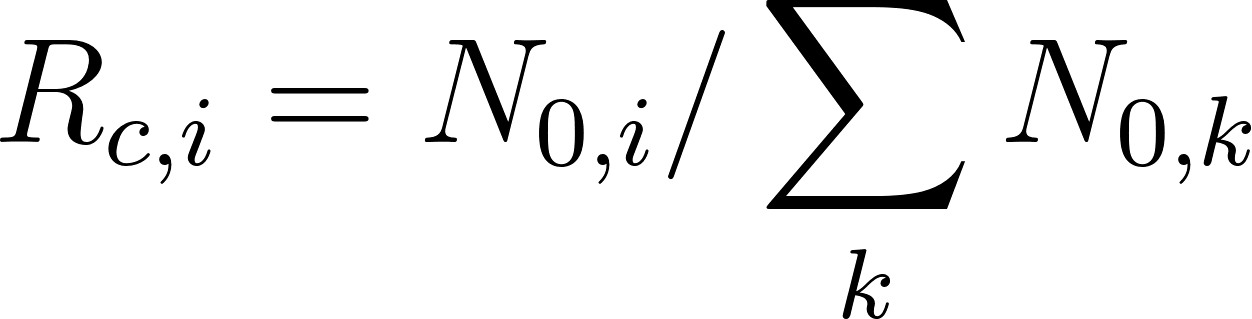 R_{c,i} = N_{0,i} / \sum_{k} N_{0,k}